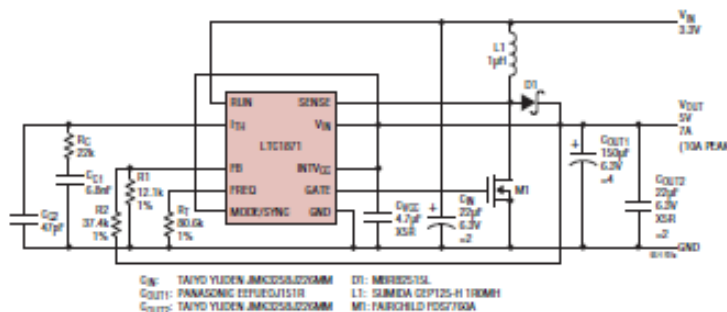 VIN
3.3V
L1
1μH
D1
RUN
SENSE
ITH
VIN
LTC1871
FB
INTVCC
FREQ
GATE
MODE/SYNC
GND
RC
22k
CC1
6.8nF
CC2
47pF
R1
12.1k
1%
R2
37.4k
1%
RT
80.6k
1%
CVCC
4.7μF
X5R
CIN
22μF
6.3V
×2
M1
VOUT
5V
7A
(10A PEAK)
COUT1
150μF
6.3V
×4
COUT2
22μF
6.3V
X5R
×2
GND
CIN: TAIYO YUDEN JMK325BJ226MM
D1: MBRB2515L
COUT1: PANASONIC EEFUE0J151R
L1: SUMIDA CEP125-H 1R0MH
COUT2: TAIYO YUDEN JMK325BJ226MM
M1: FAIRCHILD FDS7760A